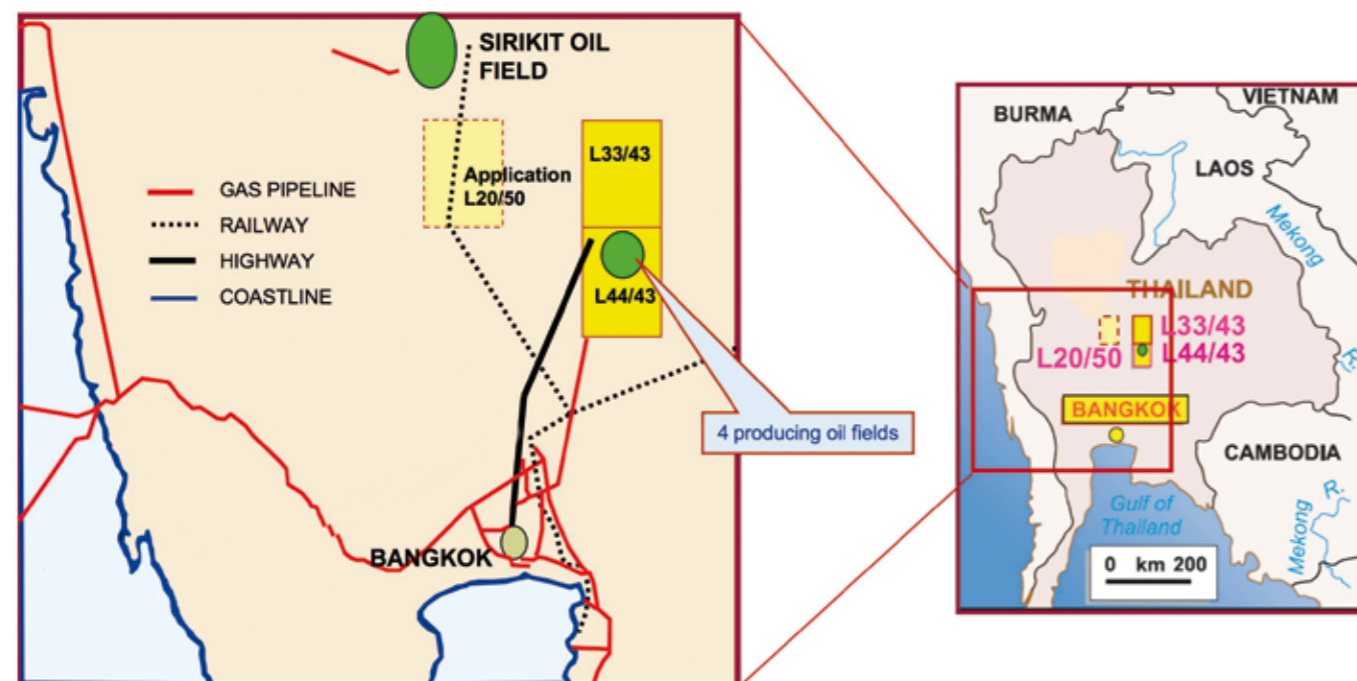 SIRIKIT OIL
FIELD
L33/43
Application
L20/50
GAS PIPELINE
RAILWAY
HIGHWAY
COASTLINE
L44/43
4 producing oil fields
BANGKOK
VIETNAM
BURMA
LAOS
Mekong
THAILAND
L33/43
L20/50
L44/43
R.
BANGKOK
CAMBODIA
Gulf of
Thailand
R.
Mekong
0 km 200